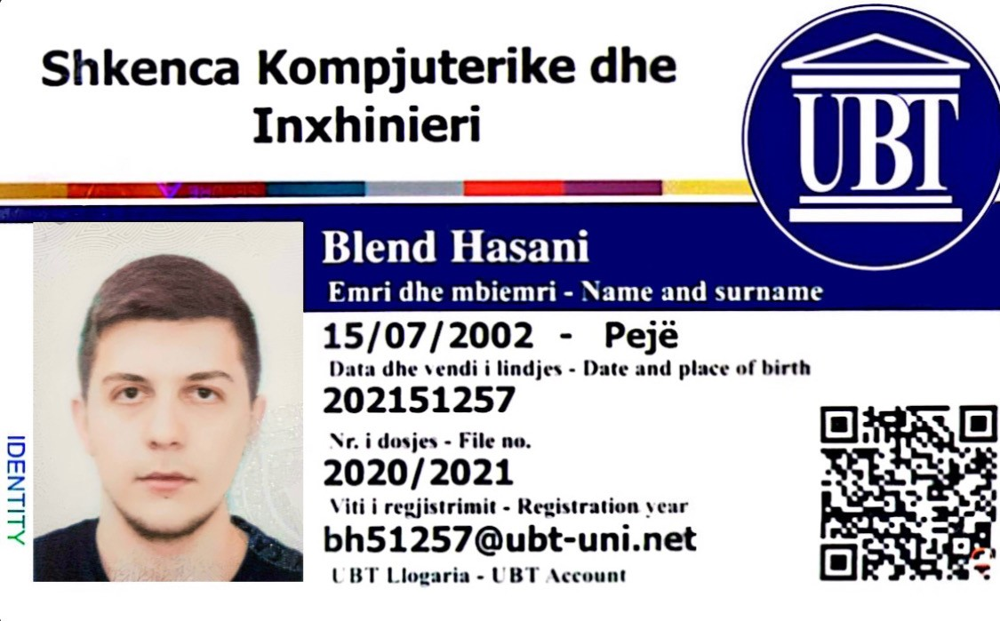 Shkenca Kompjuterike dhe
Inxhinieri
UBT
Blend Hasani
Emri dhe mbiemri - Name and surname
15/07/2002 - Pejë
Data dhe vendi i lindjes - Date and place of birth
202151257
Nr. i dosjes - File no.
2020/2021
Viti i regjistrimit - Registration year
bh51257@ubt-uni.net
UBT Llogaria - UBT Account
IDENTITY